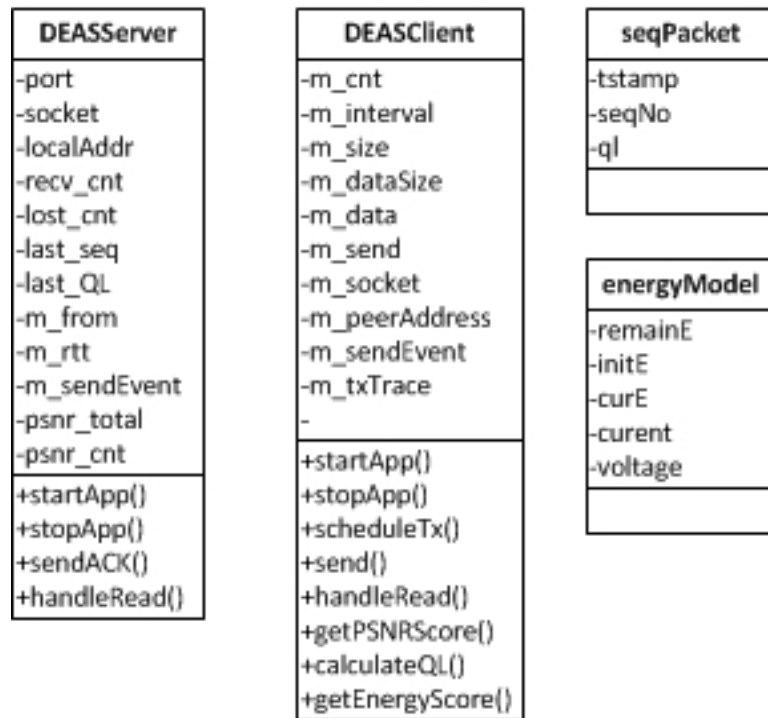 DEASServer
-port
-socket
-localAddr
-recv_cnt
-lost_cnt
-last_seq
-last_QL
-m_from
-m_rtt
-m_sendEvent
-psnr_total
-psnr_cnt
+startApp()
+stopApp()
+sendACK()
+handleRead()
DEASClient
-m_cnt
-m_interval
-m_size
-m_dataSize
-m_data
-m_send
-m_socket
-m_peerAddress
-m_sendEvent
-m_txTrace
-
+startApp()
+stopApp()
+scheduleTx()
+send()
+handleRead()
+getPSNRScore()
+calculateQL()
+getEnergyScore()
seqPacket
-tstamp
-seqNo
-ql
energyModel
-remainE
-initE
-curE
-curent
-voltage